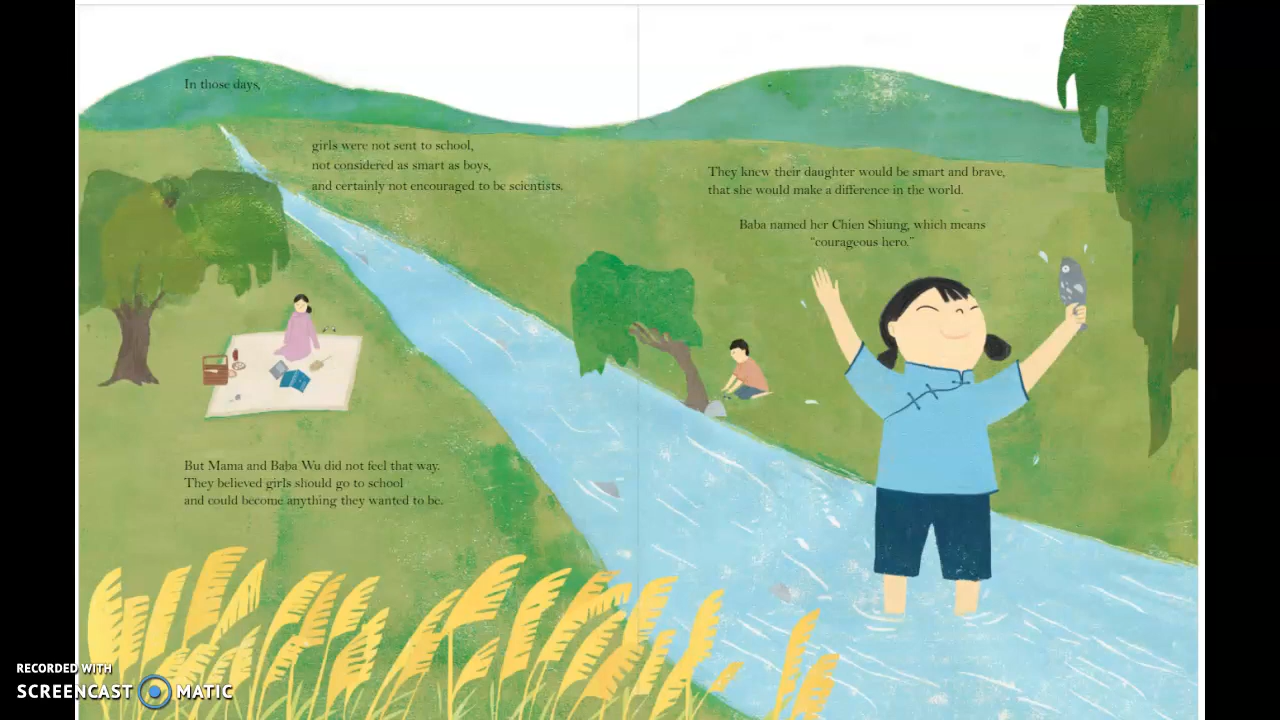 In those days,
girls were not sent to school,
not considered as smart as boys,
and certainly not encouraged to be scientists.
But Mama and Baba Wu did not feel that way.
They believed girls should go to school
and could become anything they wanted to be.
They knew their daughter would be smart and brave,
that she would make a difference in the world.
Baba named her Chien Shiung, which means
“courageous hero.”
RECORDED WITH
SCREENCAST MATIC